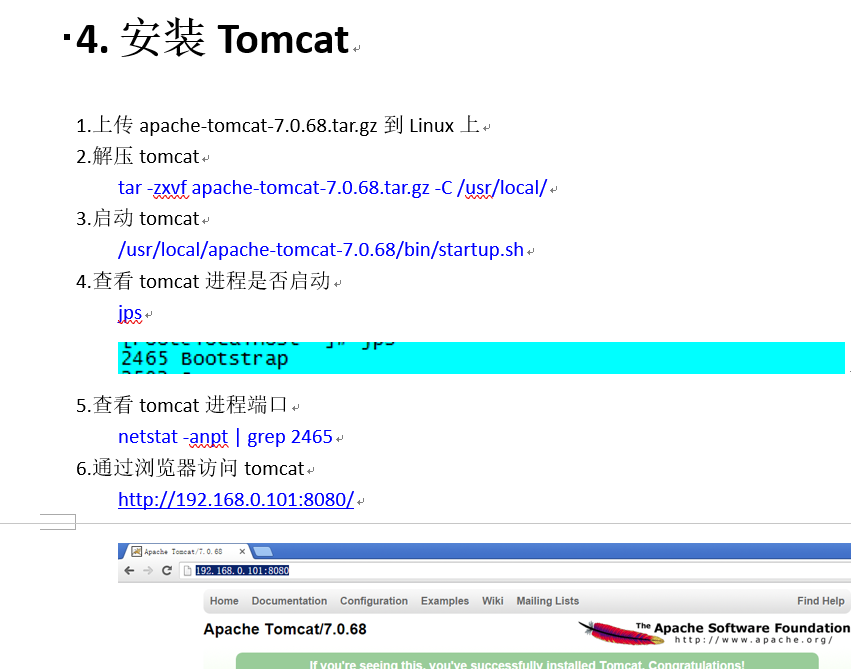 4. 安装 Tomcat
1.上传 apache-tomcat-7.0.68.tar.gz 到 Linux 上
2.解压 tomcat
tar -zxvf apache-tomcat-7.0.68.tar.gz -C /usr/local/
3.启动 tomcat
/usr/local/apache-tomcat-7.0.68/bin/startup.sh
4.查看 tomcat 进程是否启动
jps
jps
2465 Bootstrap
5.查看 tomcat 进程端口
netstat -anpt | grep 2465
6.通过浏览器访问 tomcat
http://192.168.0.101:8080/
Apache Tomcat/7.0.68
192.168.0.101:8080
Home Documentation Configuration Examples Wiki Mailing Lists Find Help
Apache Tomcat/7.0.68
The Apache Software Foundation
http://www.apache.org/
If you're seeing this, you've successfully installed Tomcat. Congratulations!